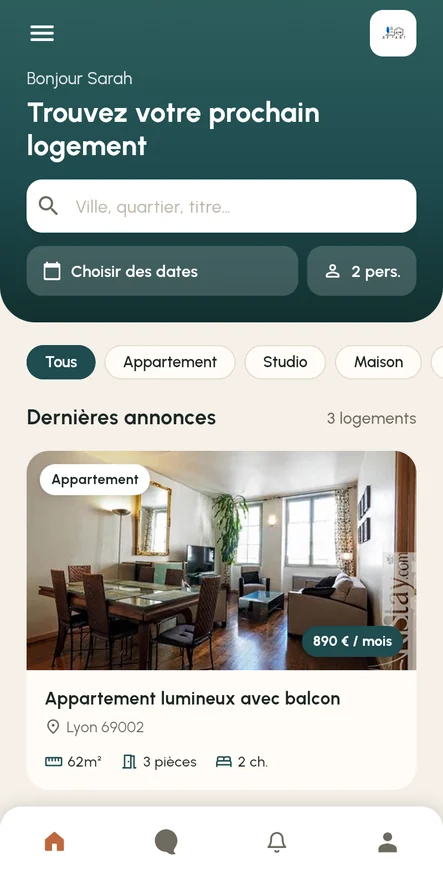 Bonjour Sarah
Trouvez votre prochain
logement
Ville, quartier, titre...
Choisir des dates
2 pers.
Tous
Appartement
Studio
Maison
Dernières annonces
3 logements
Appartement
890 € / mois
Appartement lumineux avec balcon
Lyon 69002
62m²
3 pièces
2 ch.